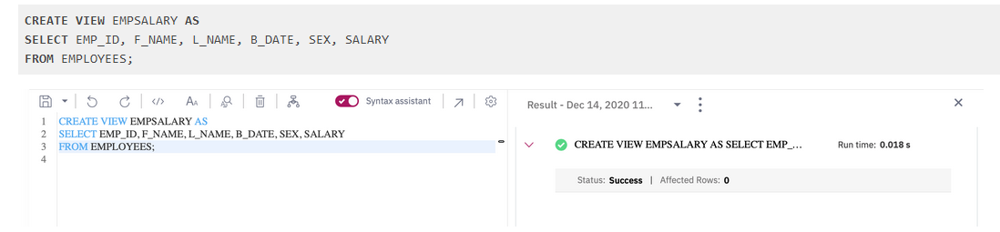 CREATE VIEW EMPSALARY AS
SELECT EMP_ID, F_NAME, L_NAME, B_DATE, SEX, SALARY
FROM EMPLOYEES;
</> AA Syntax assistant
Result - Dec 14, 2020 11...
1 CREATE VIEW EMPSALARY AS
2 SELECT EMP_ID, F_NAME, L_NAME, B_DATE, SEX, SALARY
3 FROM EMPLOYEES;
4
CREATE VIEW EMPSALARY AS SELECT EMP_... Run time: 0.018 s
Status: Success | Affected Rows: 0